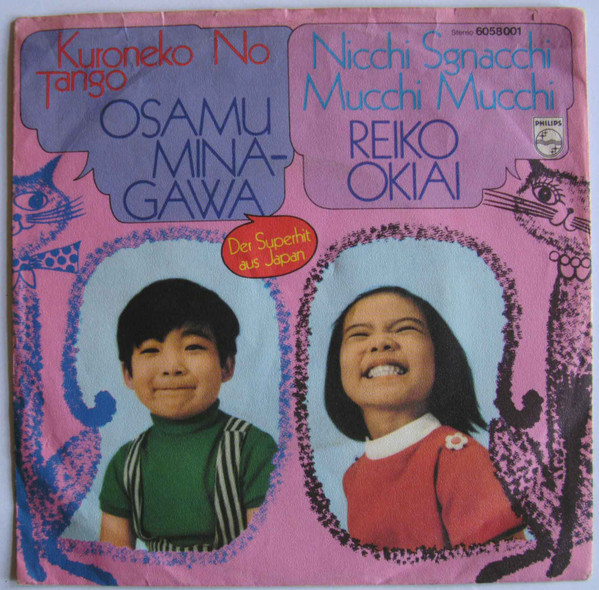 Stereo 6058001
Kuroneko No
Tango
OSAMU
MINA-
GAWA
Nicchi Sgnacchi
Mucchi Mucchi
REIKO
OKIAI
PHILIPS
Der Superhit
aus Japan